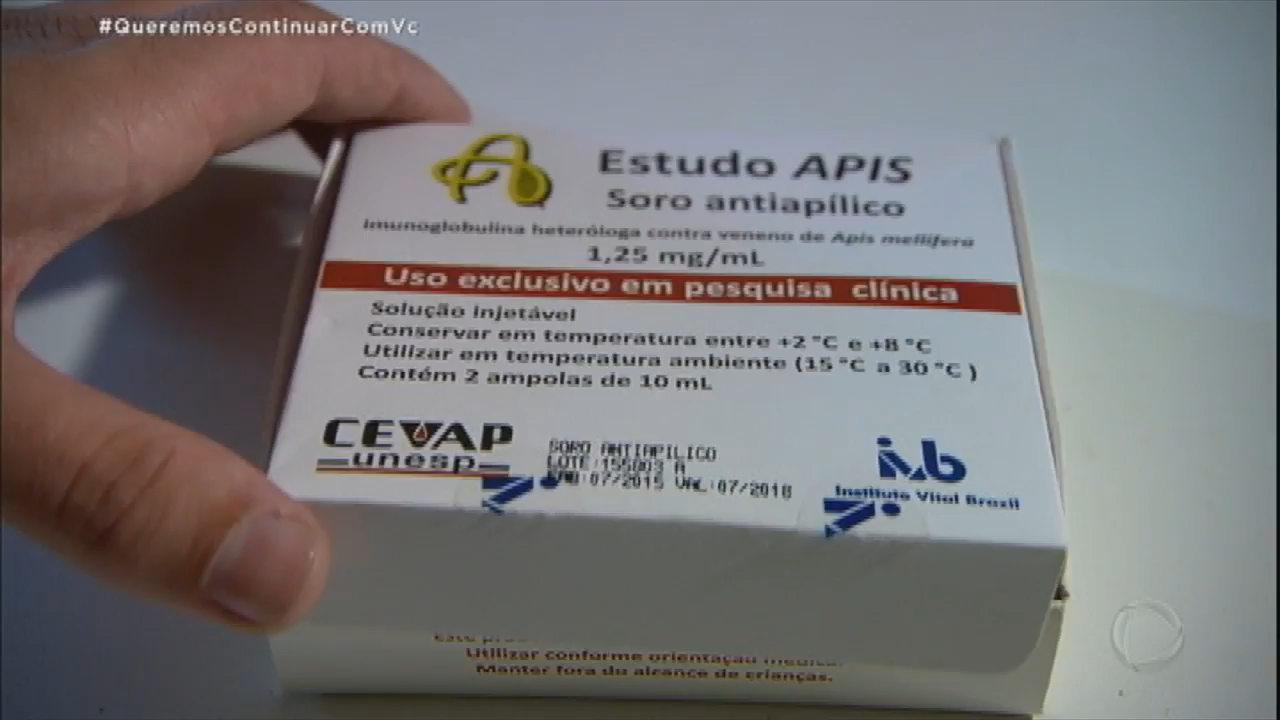 #QueremosContinuarComVc
Estudo APIS
Soro antiapílico
Imunoglobulina heteróloga contra veneno de Apis mellifera
1,25 mg/mL
Uso exclusivo em pesquisa clínica
Solução injetável
Conservar em temperatura entre +2 °C e +8 °C
Utilizar em temperatura ambiente (15 °C a 30 °C )
Contém 2 ampolas de 10 mL
CEVAP
unesp
SORO ANTIAPILICO
LOTE:155003 A
FAB:07/2015 VAL:07/2018
ivb
Instituto Vital Brazil
Utilizar conforme orientação médica.
Manter fora do alcance de crianças.